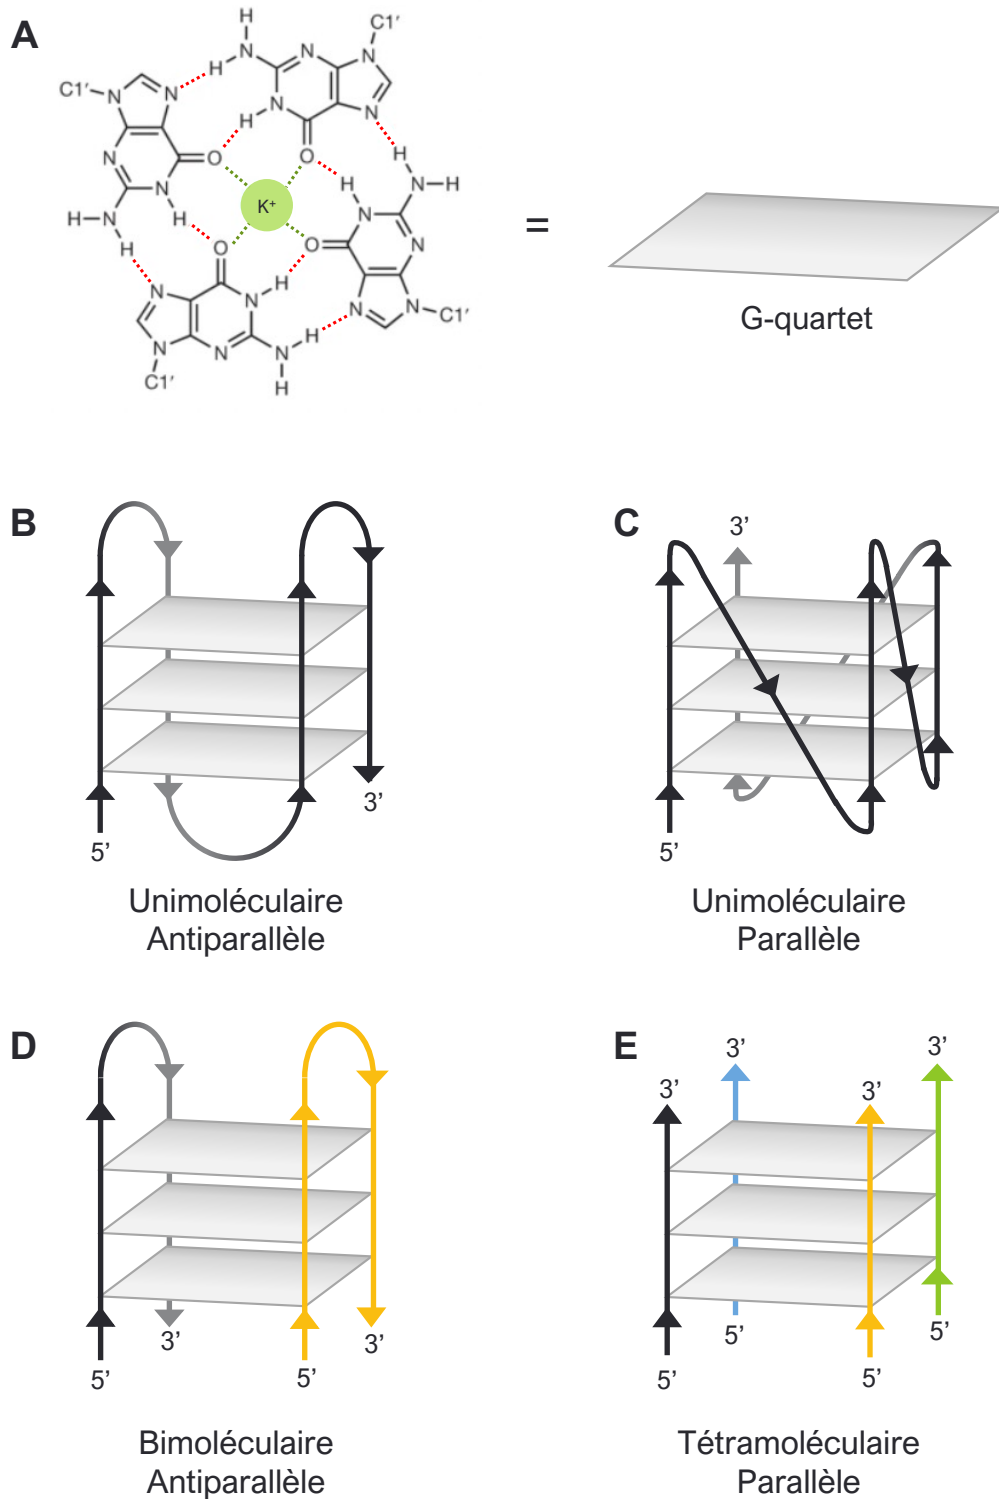 A
H
H
N
N
N
C1′
C1′
N
N
H
N
N
H
H
N
N
H
N
O
O
K⁺
H
N
H
H
N
H
N
N
O
O
H
N
H
N
N
N
N
N
H
H
C1′
C1′
=
G-quartet
B
5’
3’
Unimoléculaire
Antiparallèle
C
3’
5’
Unimoléculaire
Parallèle
D
3’
5’
5’
3’
Bimoléculaire
Antiparallèle
E
3’
3’
3’
3’
5’
5’
5’
5’
Tétramoléculaire
Parallèle